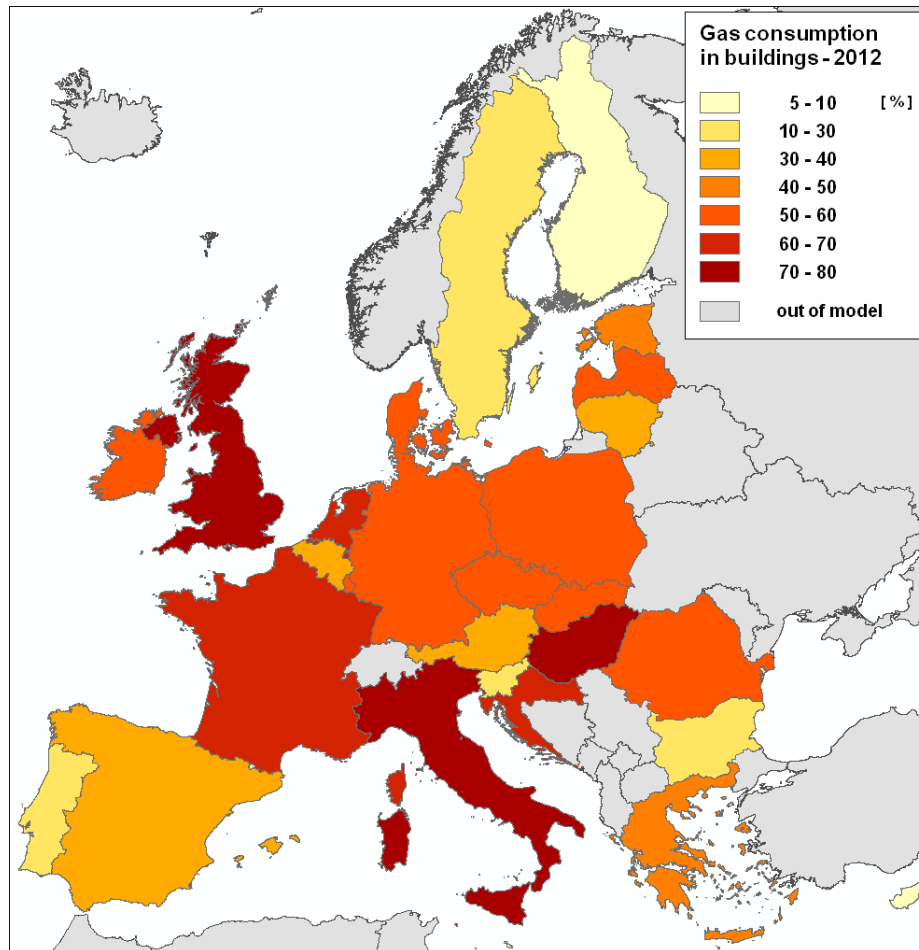 Gas consumption
in buildings - 2012
5 - 10 [ % ]
10 - 30
30 - 40
40 - 50
50 - 60
60 - 70
70 - 80
out of model